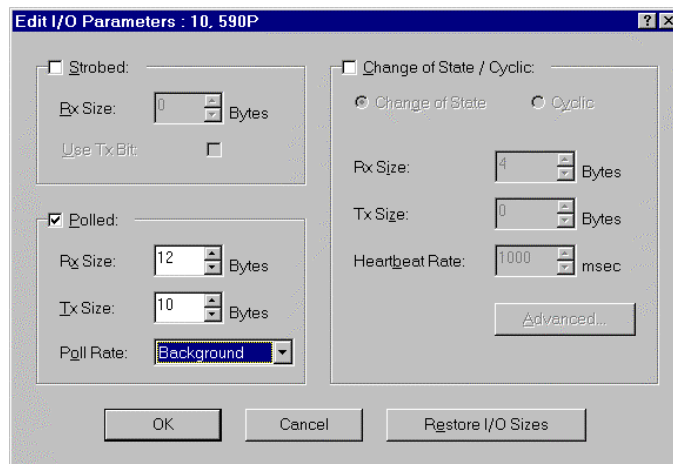 Edit I/O Parameters : 10, 590P
Strobed:
Rx Size: 0 Bytes
Use Tx Bit:
Polled:
Rx Size: 12 Bytes
Tx Size: 10 Bytes
Poll Rate: Background
Change of State / Cyclic:
Change of State Cyclic
Rx Size: 4 Bytes
Tx Size: 0 Bytes
Heartbeat Rate: 1000 msec
Advanced...
OK Cancel Restore I/O Sizes